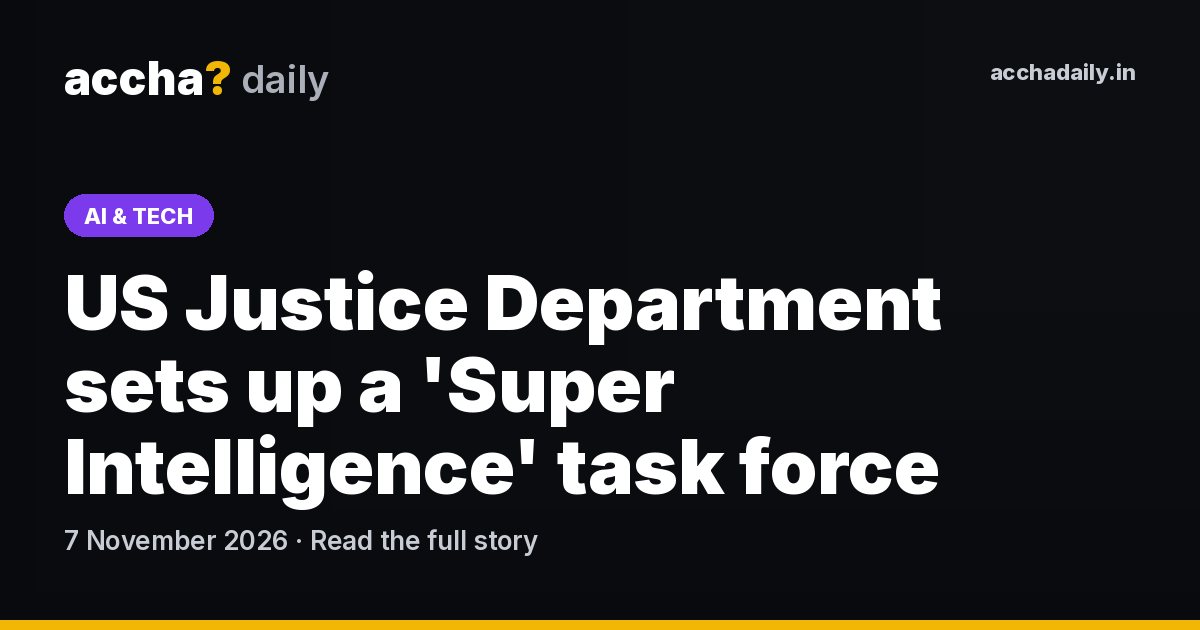 accha? daily
acchadaily.in
AI & TECH
US Justice Department
sets up a 'Super
Intelligence' task force
7 November 2026 · Read the full story